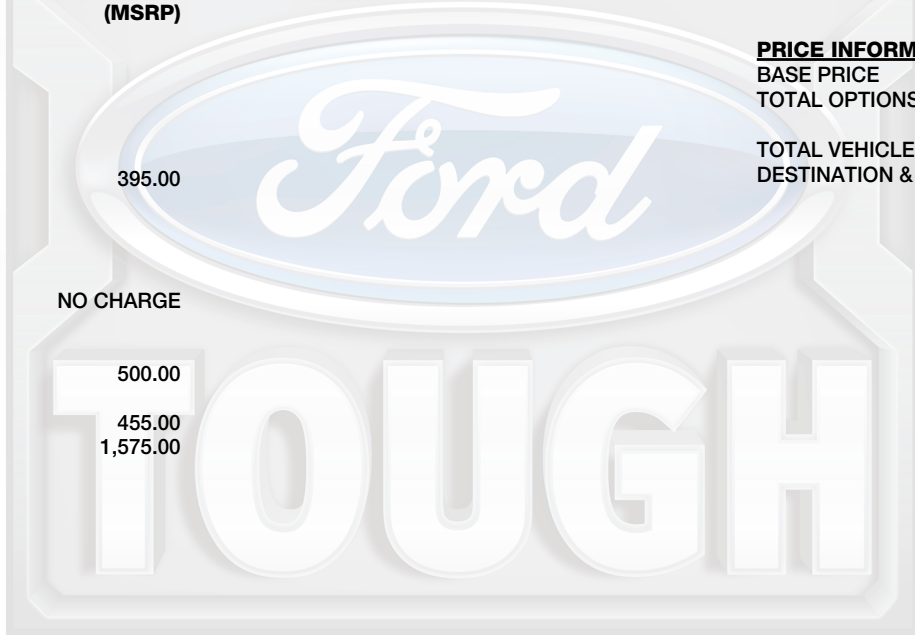 (MSRP)
PRICE INFORM
BASE PRICE
TOTAL OPTIONS
TOTAL VEHICLE
DESTINATION &
395.00
NO CHARGE
500.00
455.00
1,575.00
Ford
TOUGH